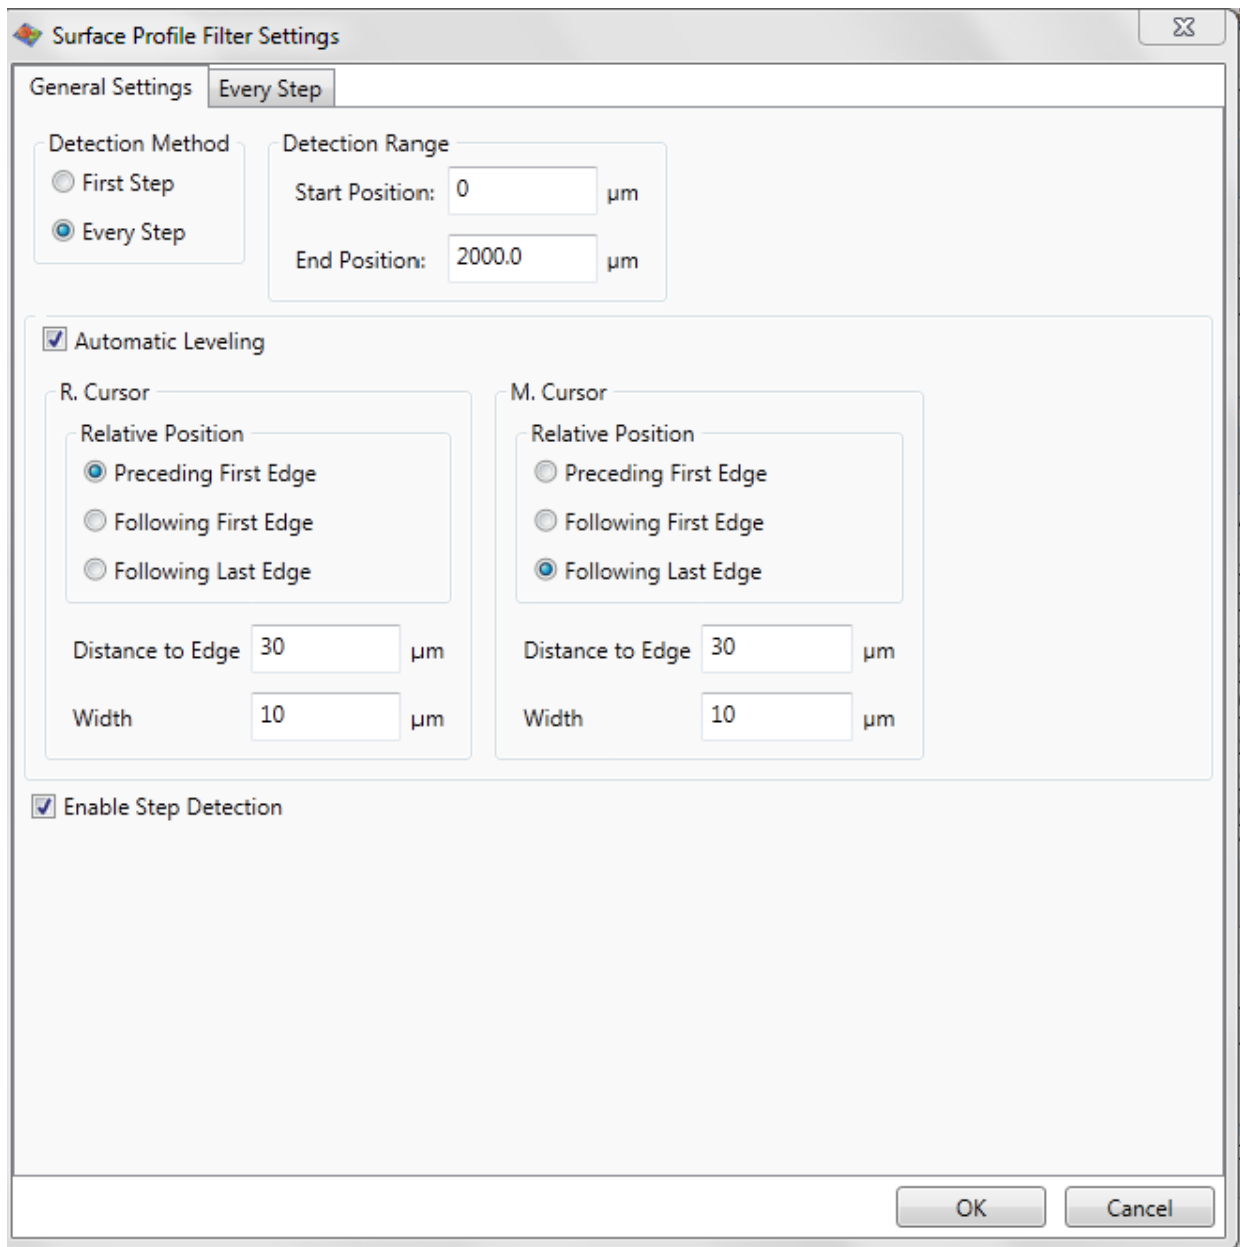 Surface Profile Filter Settings
General Settings
Every Step
Detection Method
First Step
Every Step
Detection Range
Start Position: 0 µm
End Position: 2000.0 µm
Automatic Leveling
R. Cursor
Relative Position
Preceding First Edge
Following First Edge
Following Last Edge
Distance to Edge 30 µm
Width 10 µm
M. Cursor
Relative Position
Preceding First Edge
Following First Edge
Following Last Edge
Distance to Edge 30 µm
Width 10 µm
Enable Step Detection
OK
Cancel